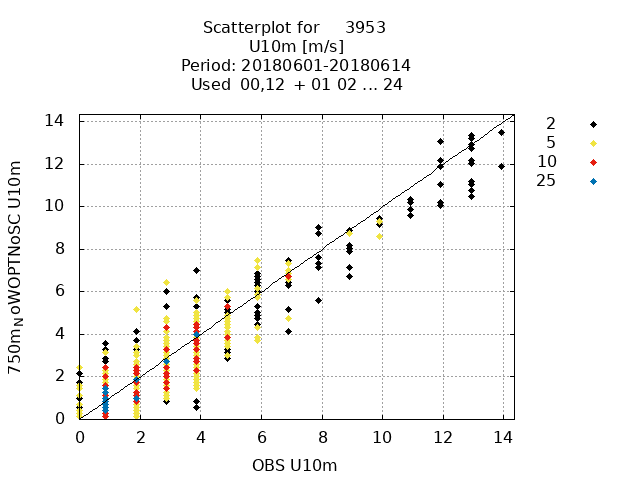 Scatterplot for 3953
U10m [m/s]
Period: 20180601-20180614
Used 00,12 + 01 02 ... 24
750m_NoWOPTNoSC U10m
14
12
10
8
6
4
2
0
0 2 4 6 8 10 12 14
OBS U10m
2
5
10
25